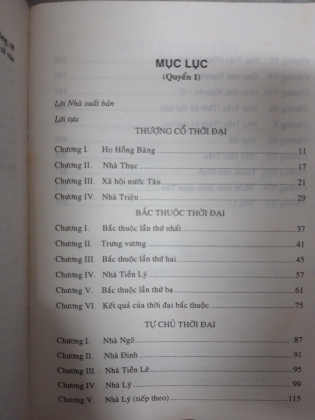 MỤC LỤC
(Quyển I)
Lời Nhà xuất bản
Lời tựa
THƯỢNG CỔ THỜI ĐẠI
Chương I. Họ Hồng Bàng 11
Chương II. Nhà Thục 17
Chương III. Xã hội nước Tàu 21
Chương IV. Nhà Triệu 29
BẮC THUỘC THỜI ĐẠI
Chương I. Bắc thuộc lần thứ nhất 37
Chương II. Trưng vương 41
Chương III. Bắc thuộc lần thứ hai 45
Chương IV. Nhà Tiền Lý 57
Chương V. Bắc thuộc lần thứ ba 61
Chương VI. Kết quả của thời đại bắc thuộc 75
TỰ CHỦ THỜI ĐẠI
Chương I. Nhà Ngô 87
Chương II. Nhà Đinh 91
Chương III. Nhà Tiền Lê 95
Chương IV. Nhà Lý 99
Chương V. Nhà Lý (tiếp theo) 115